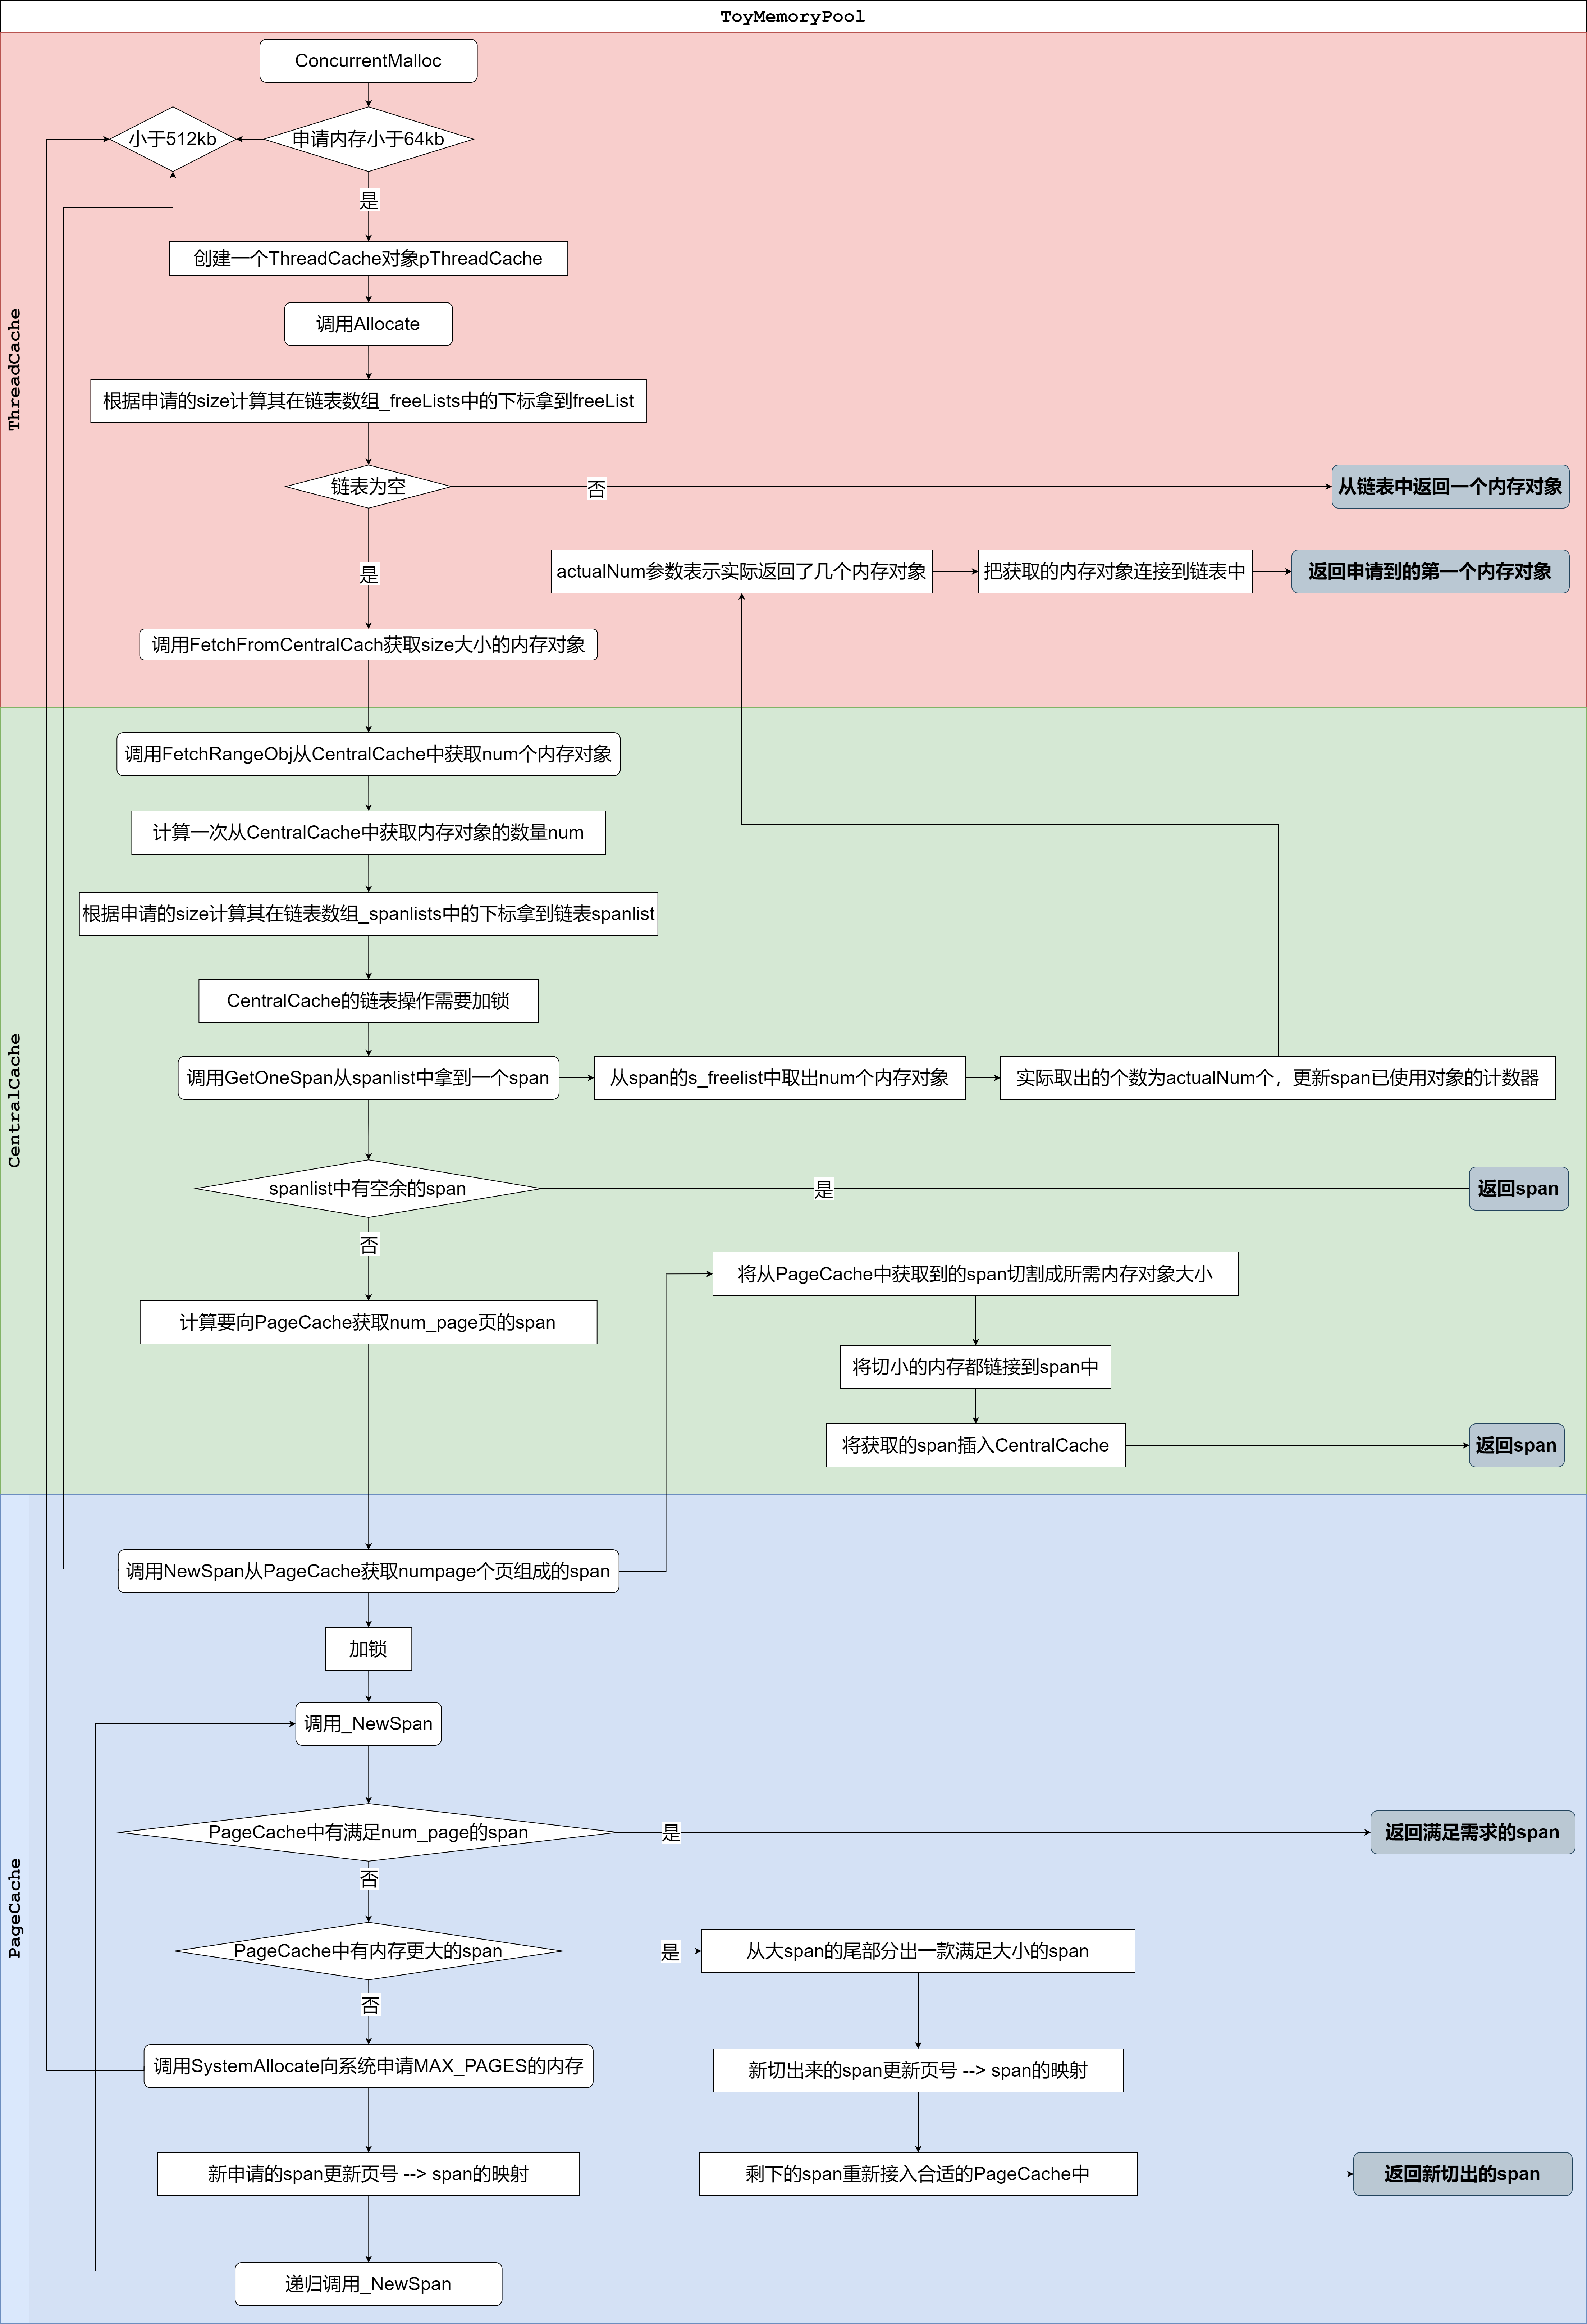 ToyMemoryPool
ThreadCache
ConcurrentMalloc
小于512kb
申请内存小于64kb
是
创建一个ThreadCache对象pThreadCache
调用Allocate
根据申请的size计算其在链表数组_freeLists中的下标拿到freeList
链表为空
否
从链表中返回一个内存对象
是
actualNum参数表示实际返回了几个内存对象
把获取的内存对象连接到链表中
返回申请到的第一个内存对象
调用FetchFromCentralCach获取size大小的内存对象
CentralCache
调用FetchRangeObj从CentralCache中获取num个内存对象
计算一次从CentralCache中获取内存对象的数量num
根据申请的size计算其在链表数组_spanlists中的下标拿到链表spanlist
CentralCache的链表操作需要加锁
调用GetOneSpan从spanlist中拿到一个span
从span的s_freelist中取出num个内存对象
实际取出的个数为actualNum个，更新span已使用对象的计数器
spanlist中有空余的span
是
返回span
否
将从PageCache中获取到的span切割成所需内存对象大小
计算要向PageCache获取num_page页的span
将切小的内存都链接到span中
将获取的span插入CentralCache
返回span
PageCache
调用NewSpan从PageCache获取numpage个页组成的span
加锁
调用_NewSpan
PageCache中有满足num_page的span
是
返回满足需求的span
否
PageCache中有内存更大的span
是
从大span的尾部分出一款满足大小的span
否
调用SystemAllocate向系统申请MAX_PAGES的内存
新切出来的span更新页号 --> span的映射
新申请的span更新页号 --> span的映射
剩下的span重新接入合适的PageCache中
返回新切出的span
递归调用_NewSpan